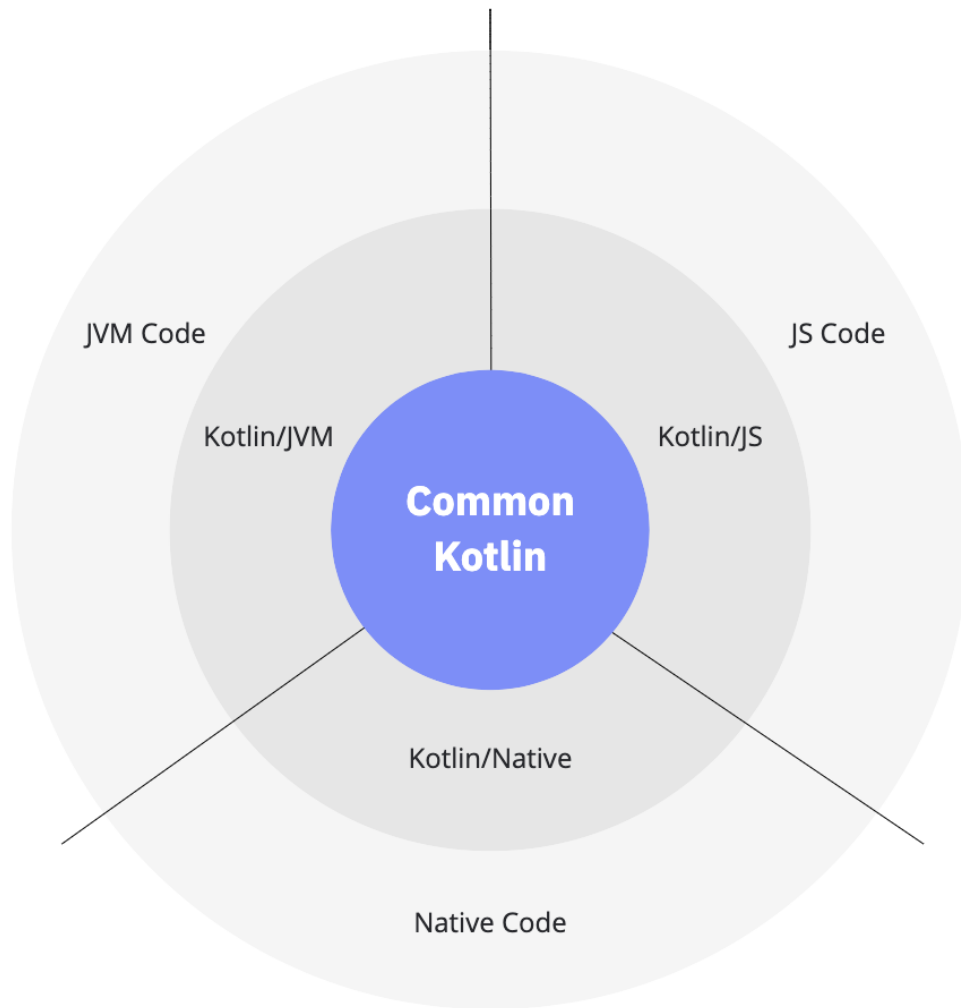 JVM Code
JS Code
Kotlin/JVM
Kotlin/JS
Common
Kotlin
Kotlin/Native
Native Code